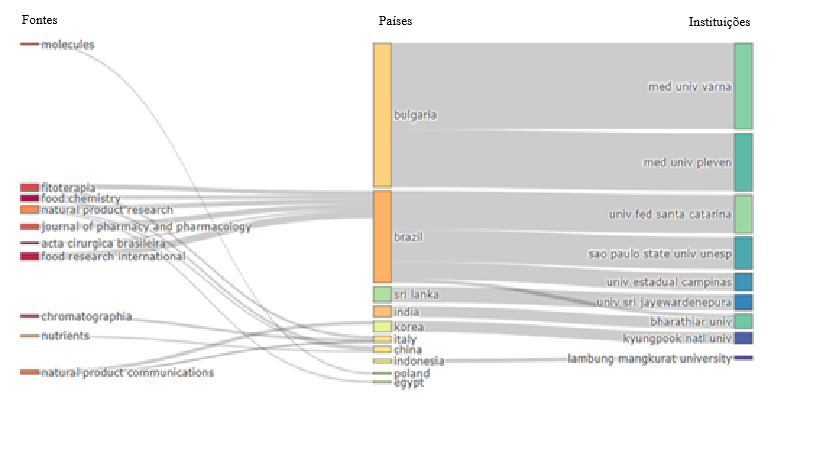 Fontes
Países
Instituições
molecules
fitoterapia
food chemistry
natural product research
journal of pharmacy and pharmacology
acta cirurgica brasileira
food research international
chromatographia
nutrients
natural product communications
bulgaria
brazil
sri lanka
india
korea
italy
china
indonesia
poland
egypt
med univ varna
med univ pleven
univ fed santa catarina
sao paulo state univ unesp
univ estadual campinas
univ sri jayewardenepura
bharathiar univ
kyungpook natl univ
lambung mangkurat university